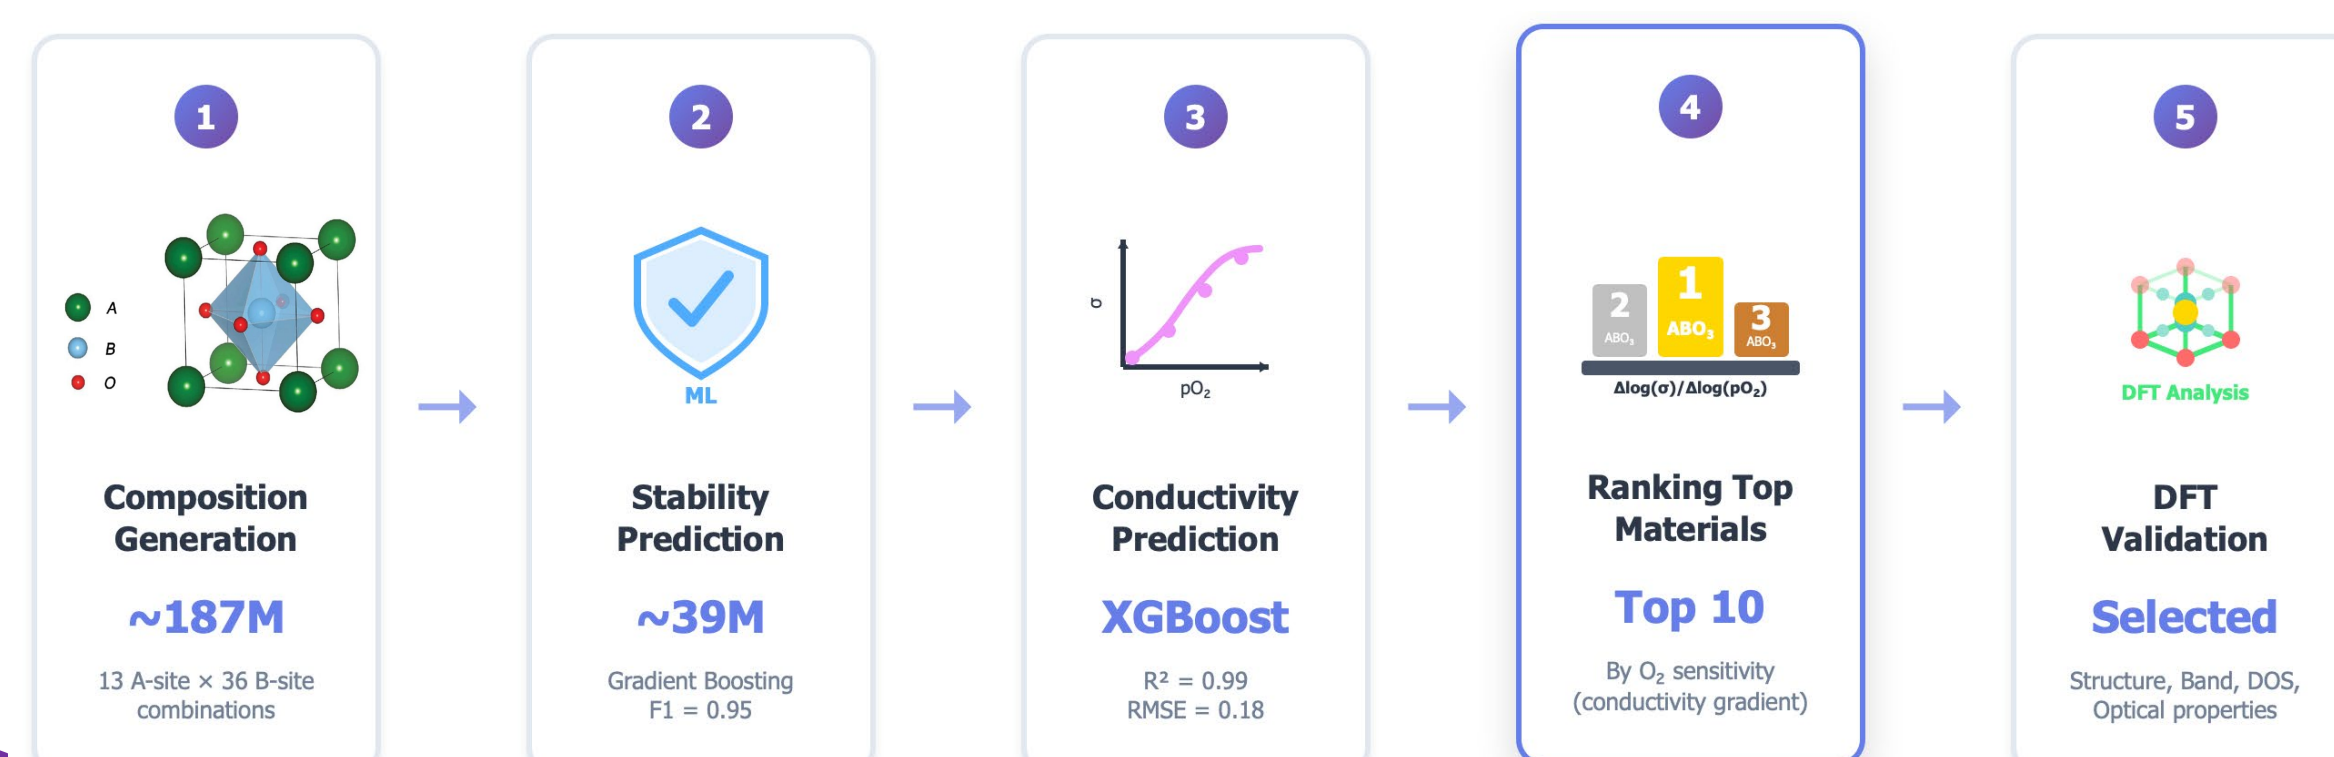 1
A
B
O
Composition
Generation
~187M
13 A-site × 36 B-site
combinations
2
ML
Stability
Prediction
~39M
Gradient Boosting
F1 = 0.95
3
σ
pO₂
Conductivity
Prediction
XGBoost
R² = 0.99
RMSE = 0.18
4
2
ABO₃
1
ABO₃
3
ABO₃
Δlog(σ)/Δlog(pO₂)
Ranking Top
Materials
Top 10
By O₂ sensitivity
(conductivity gradient)
5
DFT Analysis
DFT
Validation
Selected
Structure, Band, DOS,
Optical properties